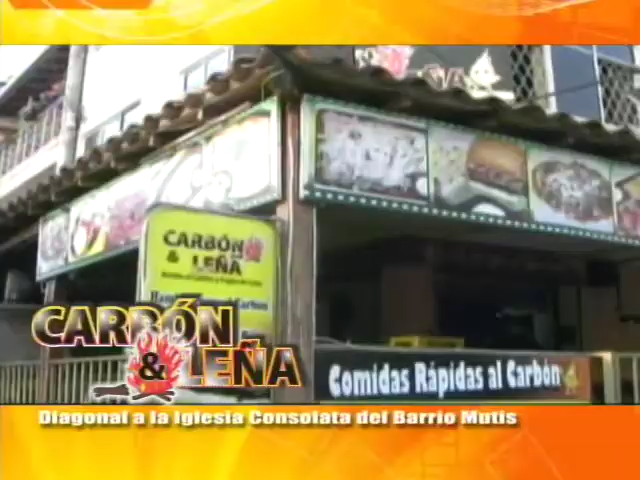 CARBÓN
& LEÑA
CARBÓN
& LEÑA
Comidas Rápidas al Carbón
Diagonal a la Iglesia Consolata del Barrio Mutis